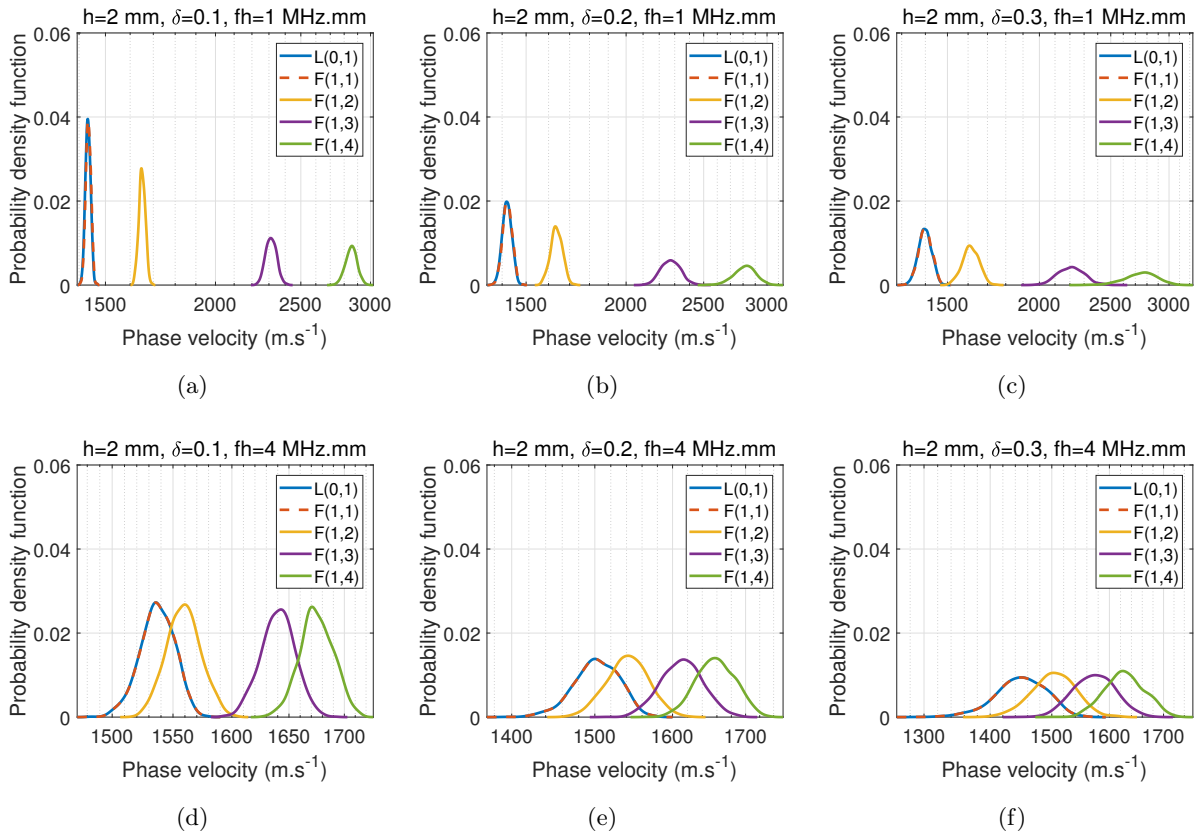 h=2 mm, δ=0.1, fh=1 MHz.mm
Probability density function
0.06
0.04
0.02
0
L(0,1)
F(1,1)
F(1,2)
F(1,3)
F(1,4)
1500 2000 2500 3000
Phase velocity (m.s⁻¹)
(a)
h=2 mm, δ=0.2, fh=1 MHz.mm
Probability density function
0.06
0.04
0.02
0
L(0,1)
F(1,1)
F(1,2)
F(1,3)
F(1,4)
1500 2000 2500 3000
Phase velocity (m.s⁻¹)
(b)
h=2 mm, δ=0.3, fh=1 MHz.mm
Probability density function
0.06
0.04
0.02
0
L(0,1)
F(1,1)
F(1,2)
F(1,3)
F(1,4)
1500 2000 2500 3000
Phase velocity (m.s⁻¹)
(c)
h=2 mm, δ=0.1, fh=4 MHz.mm
Probability density function
0.06
0.04
0.02
0
L(0,1)
F(1,1)
F(1,2)
F(1,3)
F(1,4)
1500 1550 1600 1650 1700
Phase velocity (m.s⁻¹)
(d)
h=2 mm, δ=0.2, fh=4 MHz.mm
Probability density function
0.06
0.04
0.02
0
L(0,1)
F(1,1)
F(1,2)
F(1,3)
F(1,4)
1400 1500 1600 1700
Phase velocity (m.s⁻¹)
(e)
h=2 mm, δ=0.3, fh=4 MHz.mm
Probability density function
0.06
0.04
0.02
0
L(0,1)
F(1,1)
F(1,2)
F(1,3)
F(1,4)
1300 1400 1500 1600 1700
Phase velocity (m.s⁻¹)
(f)